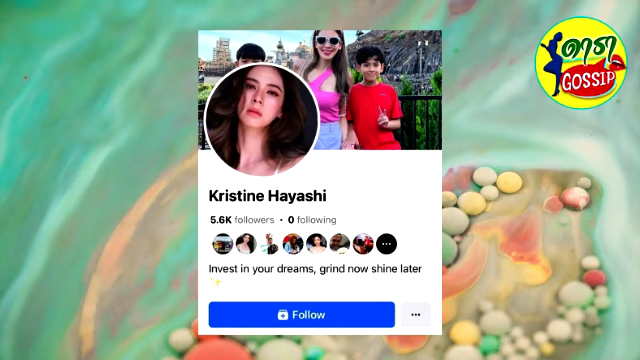 ดารา
GOSSIP
Kristine Hayashi
5.6K followers • 0 following
Invest in your dreams, grind now shine later
Follow